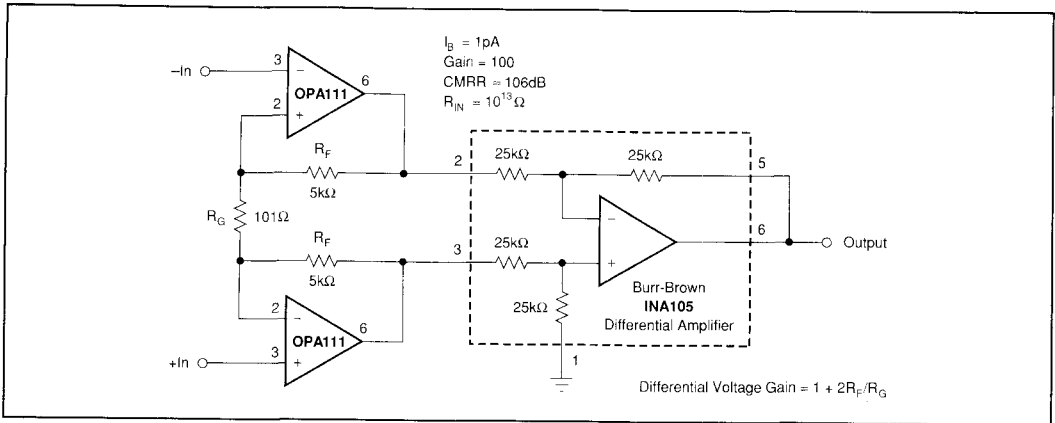 I_B = 1pA
Gain = 100
CMRR = 106dB
R_IN = 10^13Ω
–In
3
–
OPA111
6
2
+
R_F
5kΩ
R_G
101Ω
R_F
5kΩ
2
–
OPA111
6
3
+
+In
2
25kΩ
25kΩ
5
–
+
6
Output
3
25kΩ
25kΩ
Burr-Brown
INA105
Differential Amplifier
1
Differential Voltage Gain = 1 + 2R_F/R_G